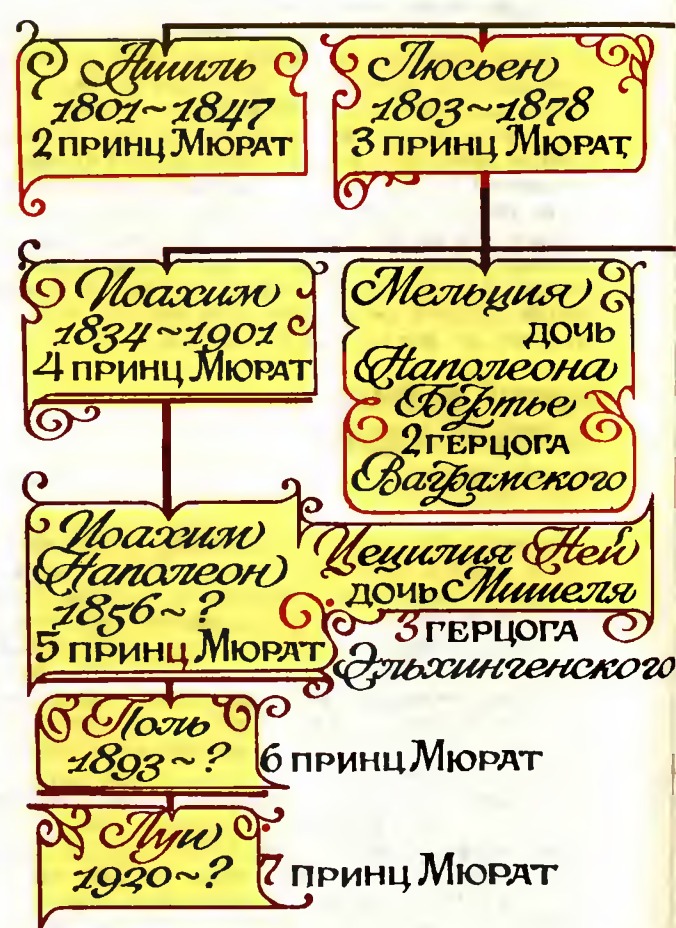 Ашиль
1801~1847
2 принц Мюрат
Люсьен
1803~1878
3 принц Мюрат
Иоахим
1834~1901
4 принц Мюрат
Мельция
дочь
Наполеона
Бертье
2 герцога
Ваграмского
Иоахим
Наполеон
1856~?
5 принц Мюрат
Цецилия Ней
дочь Мишеля
3 герцога
Эльхингенского
Поль
1893~?
6 принц Мюрат
Луи
1920~?
7 принц Мюрат